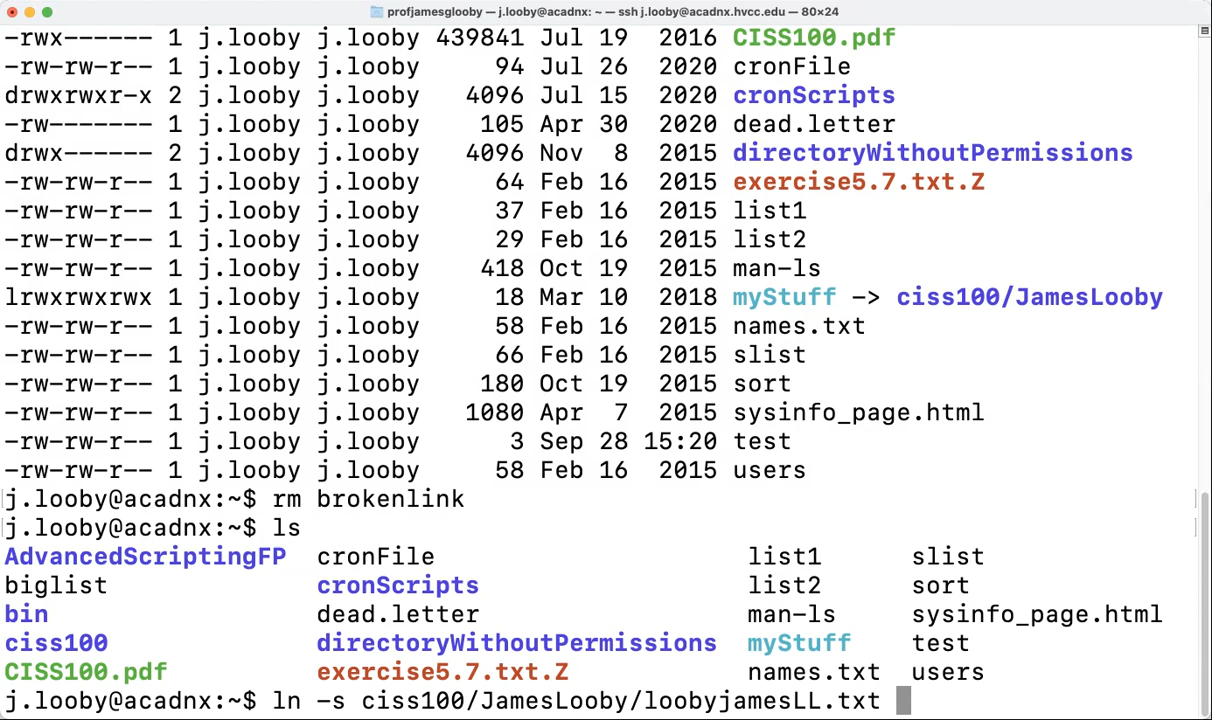 profjamesglooby — j.looby@acadnx: ~ — ssh j.looby@acadnx.hvcc.edu — 80×24
-rwx------ 1 j.looby j.looby 439841 Jul 19  2016 CISS100.pdf
-rw-rw-r-- 1 j.looby j.looby     94 Jul 26  2020 cronFile
drwxrwxr-x 2 j.looby j.looby   4096 Jul 15  2020 cronScripts
-rw------- 1 j.looby j.looby    105 Apr 30  2020 dead.letter
drwx------ 2 j.looby j.looby   4096 Nov  8  2015 directoryWithoutPermissions
-rw-rw-r-- 1 j.looby j.looby     64 Feb 16  2015 exercise5.7.txt.Z
-rw-rw-r-- 1 j.looby j.looby     37 Feb 16  2015 list1
-rw-rw-r-- 1 j.looby j.looby     29 Feb 16  2015 list2
-rw-rw-r-- 1 j.looby j.looby    418 Oct 19  2015 man-ls
lrwxrwxrwx 1 j.looby j.looby     18 Mar 10  2018 myStuff -> ciss100/JamesLooby
-rw-rw-r-- 1 j.looby j.looby     58 Feb 16  2015 names.txt
-rw-rw-r-- 1 j.looby j.looby     66 Feb 16  2015 slist
-rw-rw-r-- 1 j.looby j.looby    180 Oct 19  2015 sort
-rw-rw-r-- 1 j.looby j.looby   1080 Apr  7  2015 sysinfo_page.html
-rw-rw-r-- 1 j.looby j.looby      3 Sep 28 15:20 test
-rw-rw-r-- 1 j.looby j.looby     58 Feb 16  2015 users
j.looby@acadnx:~$ rm brokenlink
j.looby@acadnx:~$ ls
AdvancedScriptingFP  cronFile                     list1      slist
biglist              cronScripts                  list2      sort
bin                  dead.letter                  man-ls     sysinfo_page.html
ciss100              directoryWithoutPermissions  myStuff    test
CISS100.pdf          exercise5.7.txt.Z            names.txt  users
j.looby@acadnx:~$ ln -s ciss100/JamesLooby/loobyjamesLL.txt